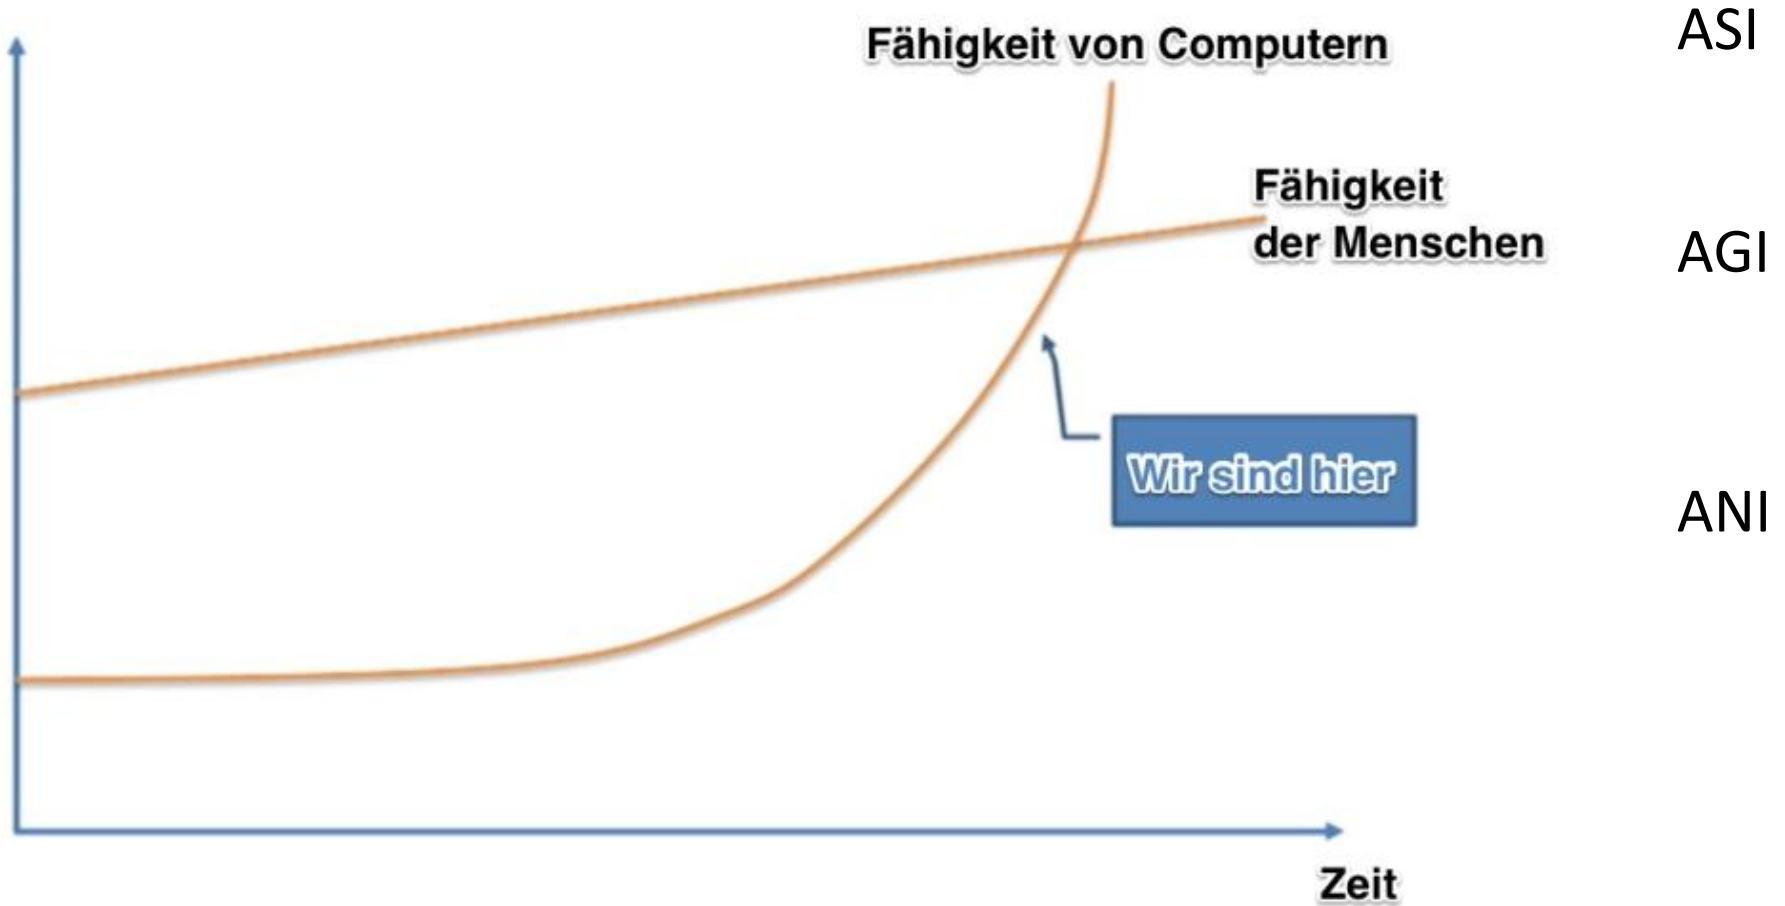 ASI
Fähigkeit von Computern
Fähigkeit
der Menschen
AGI
Wir sind hier
ANI
Zeit